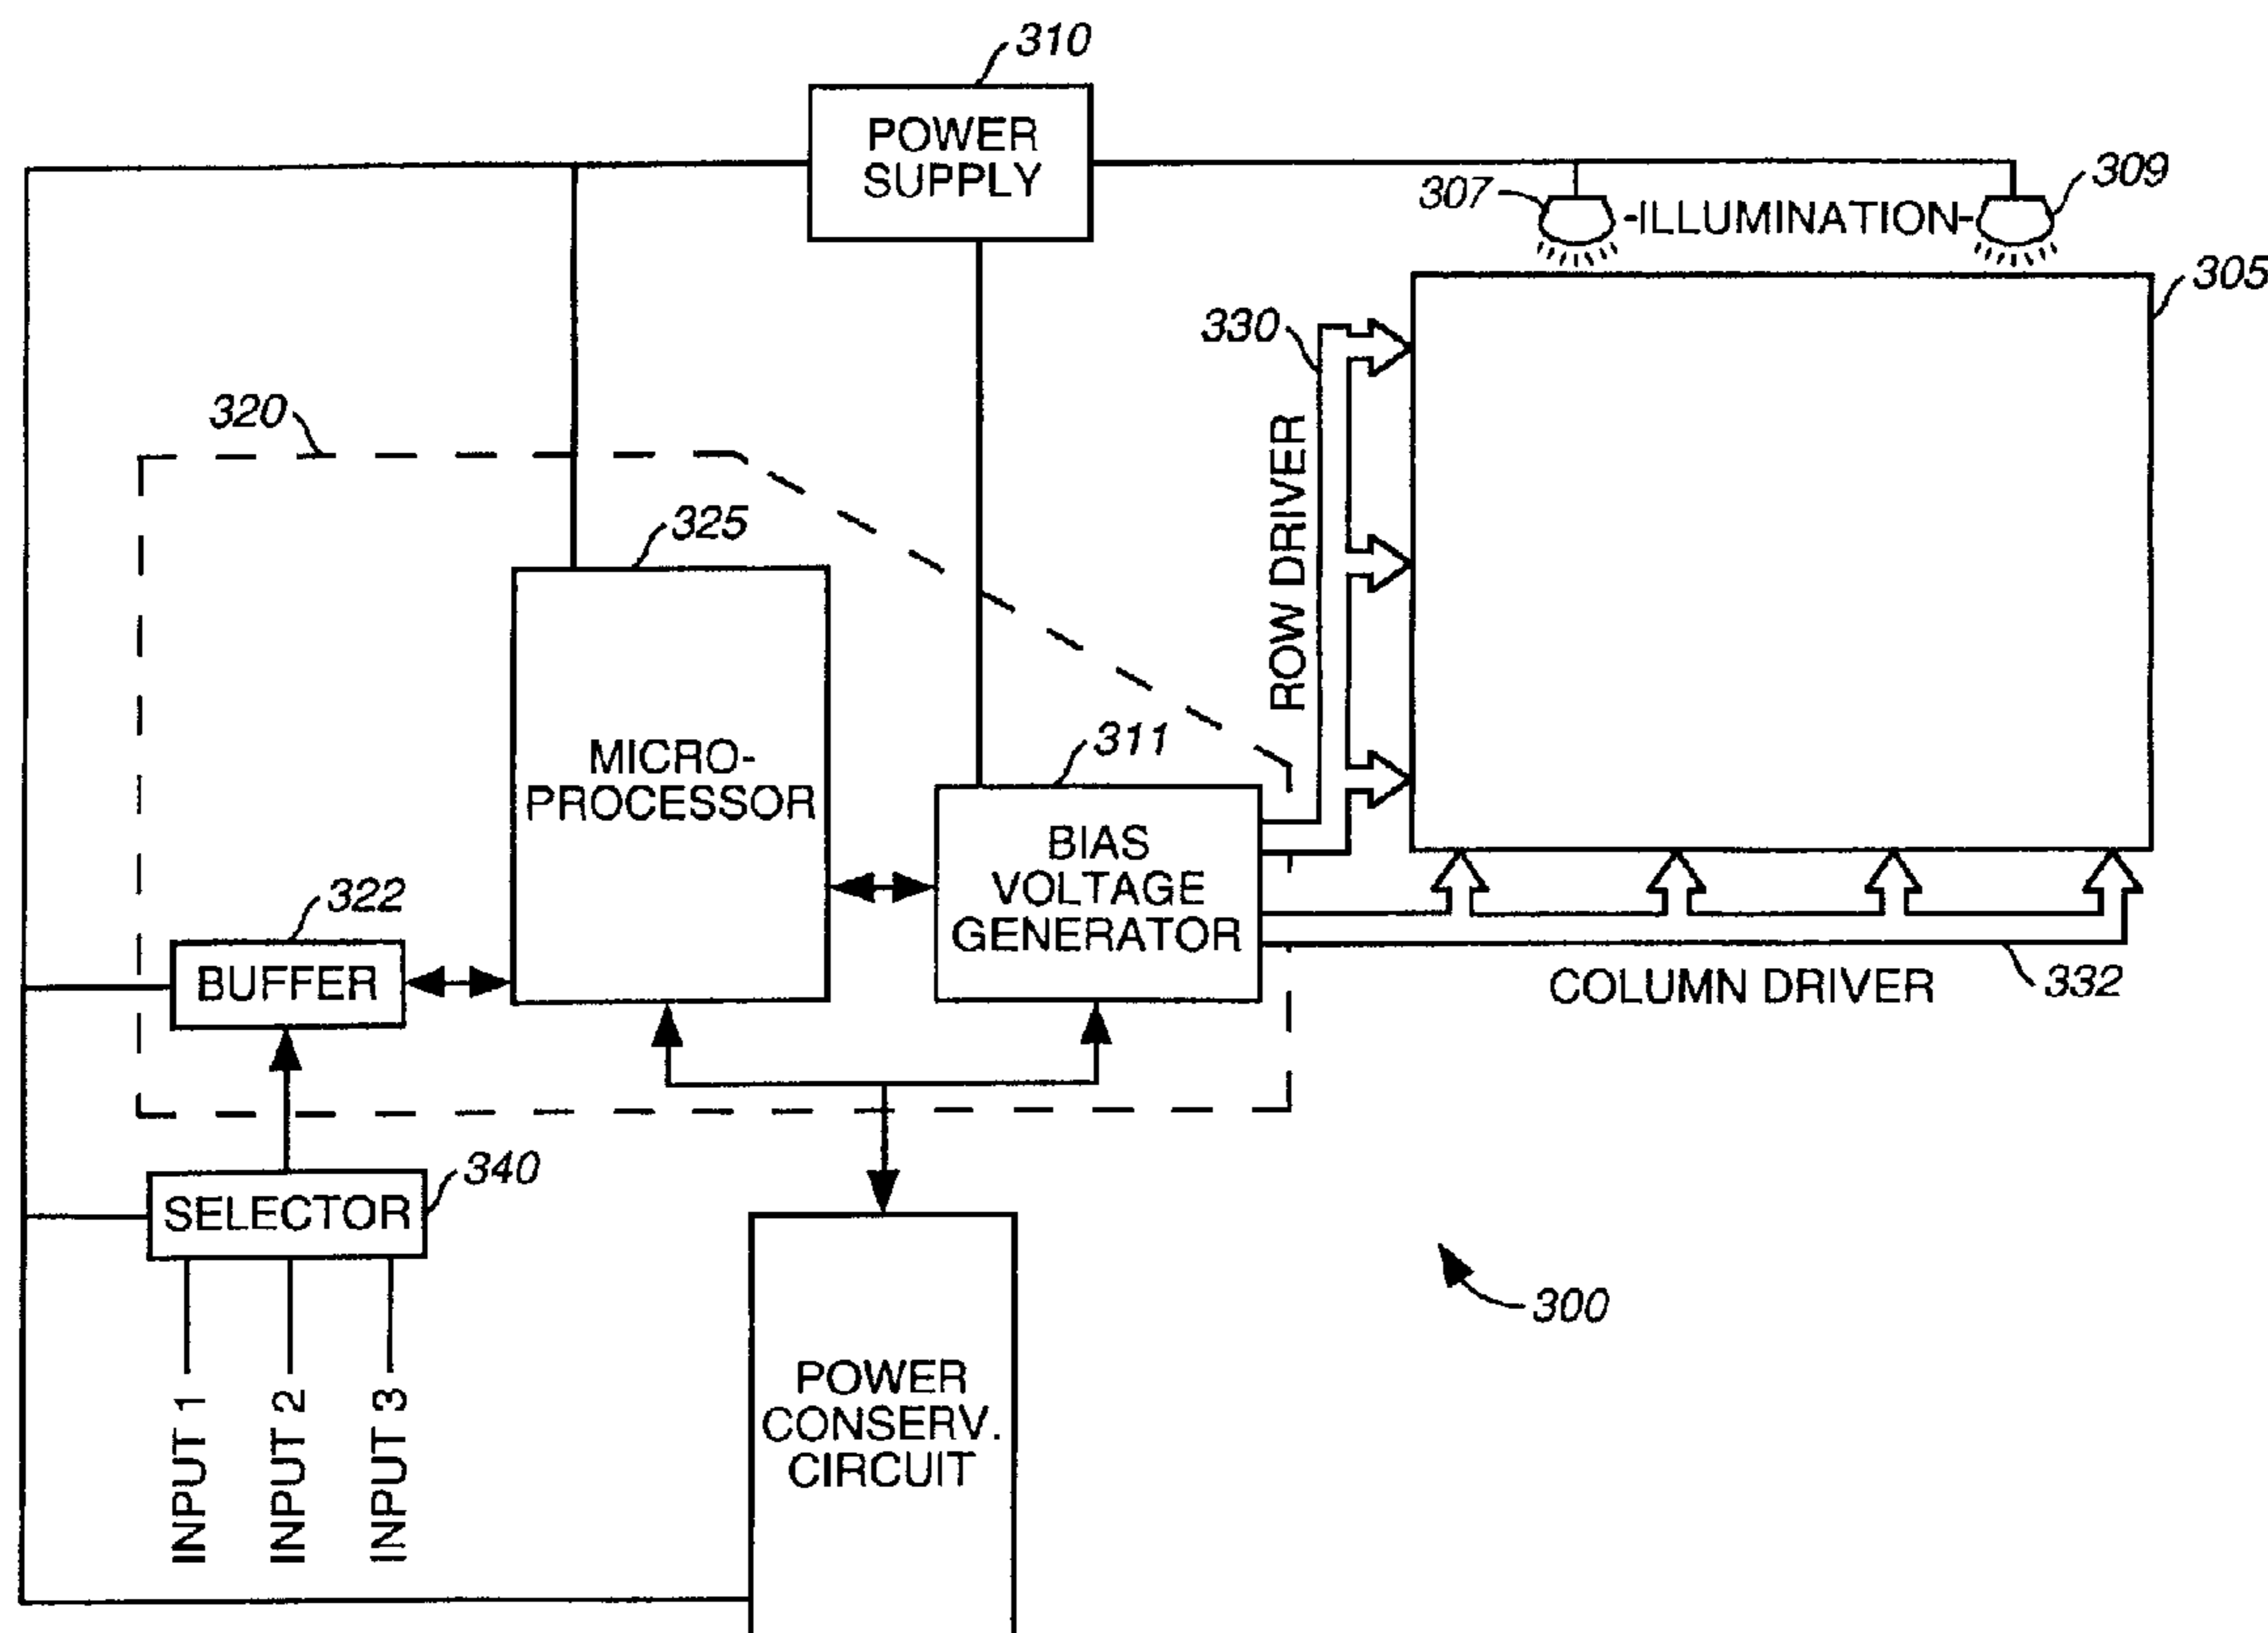 310
POWER
SUPPLY
307
-ILLUMINATION-
309
305
330
320
ROW DRIVER
325
311
MICRO-
PROCESSOR
BIAS
VOLTAGE
GENERATOR
322
BUFFER
COLUMN DRIVER
332
340
SELECTOR
300
POWER
CONSERV.
CIRCUIT
INPUT 1
INPUT 2
INPUT 3